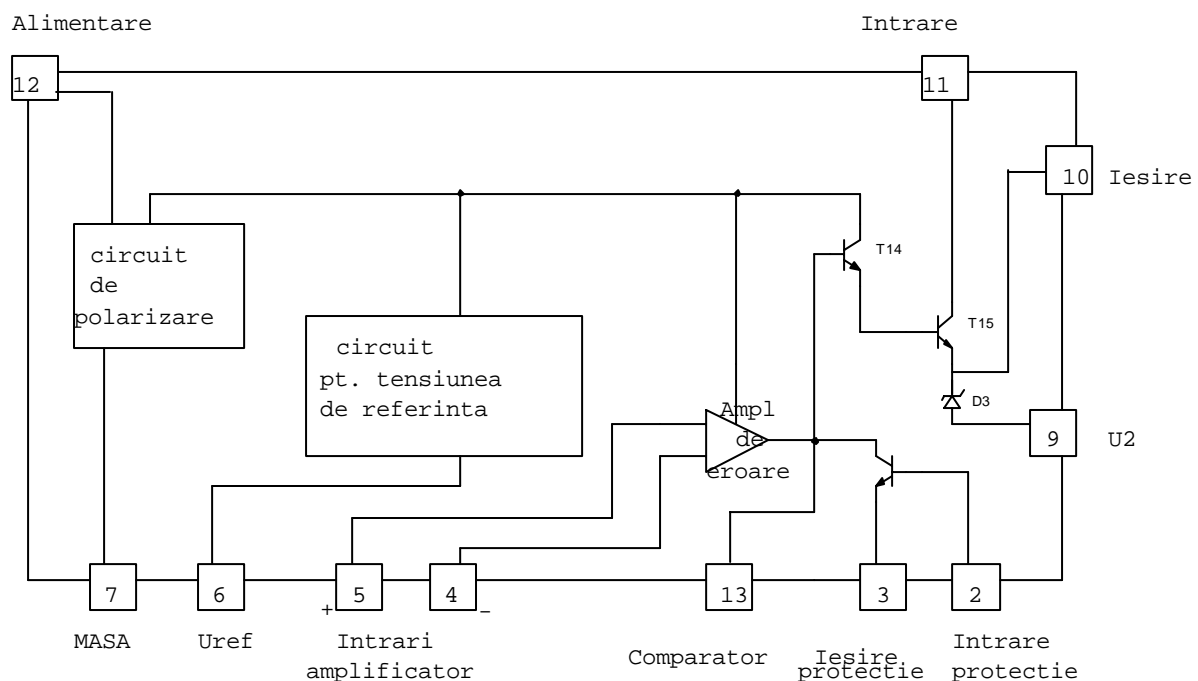 Alimentare
Intrare
12
11
10
Iesire
circuit
de
polarizare
T14
T15
circuit
pt. tensiunea
de referinta
D3
Ampl
de
eroare
9
U2
7
6
+
5
4
-
13
3
2
MASA
Uref
Intrari
amplificator
Comparator
Iesire
protectie
Intrare
protectie